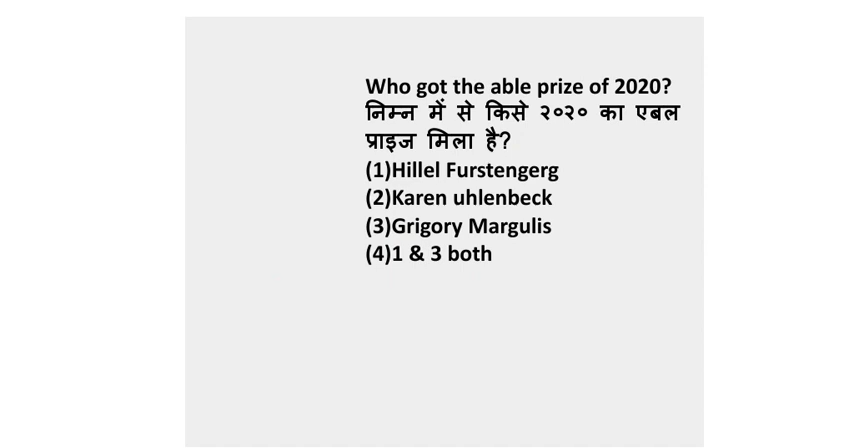 Who got the able prize of 2020?
निम्न में से किसे २०२० का एबल
प्राइज मिला है?
(1)Hillel Furstengerg
(2)Karen uhlenbeck
(3)Grigory Margulis
(4)1 & 3 both